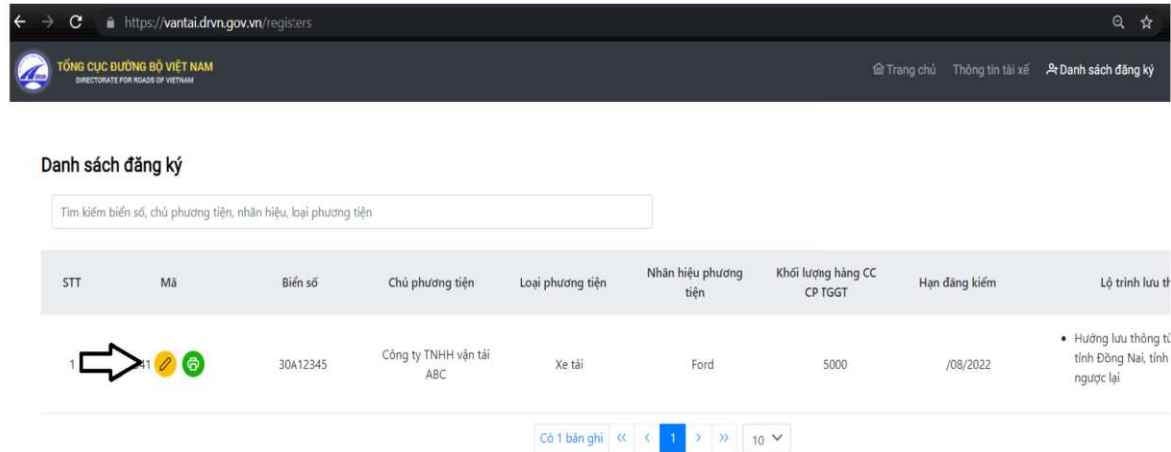 https://vantai.drvn.gov.vn/registers
TỔNG CỤC ĐƯỜNG BỘ VIỆT NAM
DIRECTORATE FOR ROADS OF VIETNAM
Trang chủ Thông tin tài xế Danh sách đăng ký
Danh sách đăng ký
Tìm kiếm biển số, chủ phương tiện, nhãn hiệu, loại phương tiện
STT Mã Biển số Chủ phương tiện Loại phương tiện Nhãn hiệu phương tiện Khối lượng hàng CC CP TGGT Hạn đăng kiểm Lộ trình lưu
1 41 30A12345 Công ty TNHH vận tải ABC Xe tải Ford 5000 /08/2022
Hướng lưu thông
tỉnh Đồng Nai, tỉnh
ngược lại
Có 1 bản ghi « < 1 > » 10